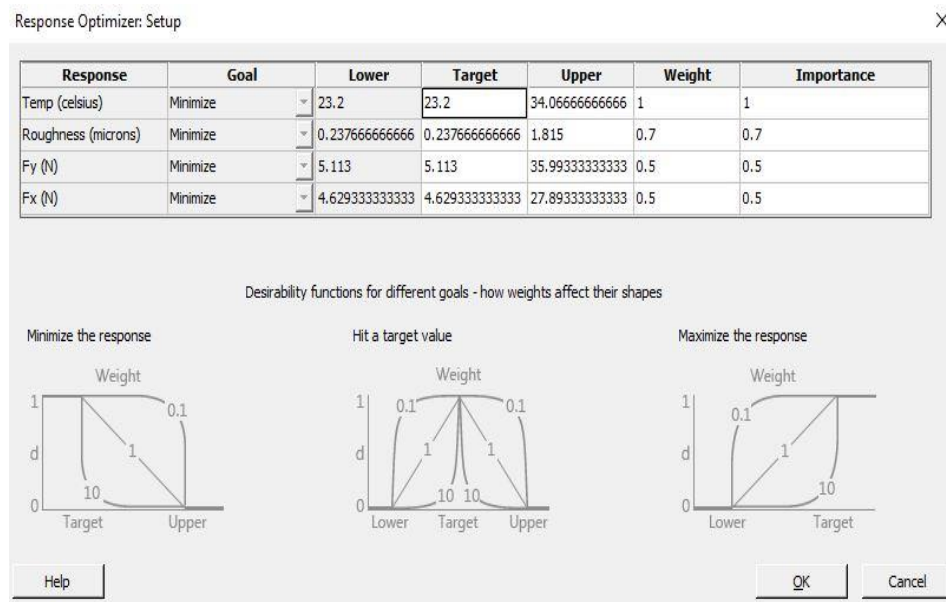 Response Optimizer: Setup X
Response Goal Lower Target Upper Weight Importance
Temp (celsius) Minimize 23.2 23.2 34.06666666666 1 1
Roughness (microns) Minimize 0.237666666666 0.237666666666 1.815 0.7 0.7
Fy (N) Minimize 5.113 5.113 35.99333333333 0.5 0.5
Fx (N) Minimize 4.629333333333 4.629333333333 27.89333333333 0.5 0.5
Desirability functions for different goals - how weights affect their shapes
Minimize the response Hit a target value Maximize the response
Weight Weight Weight
1 0.1 1 0.1 0.1 1 0.1
d 1 d 1 1 d 1
0 10 0 10 10 0 10
Target Upper Lower Target Upper Lower Target
Help OK Cancel